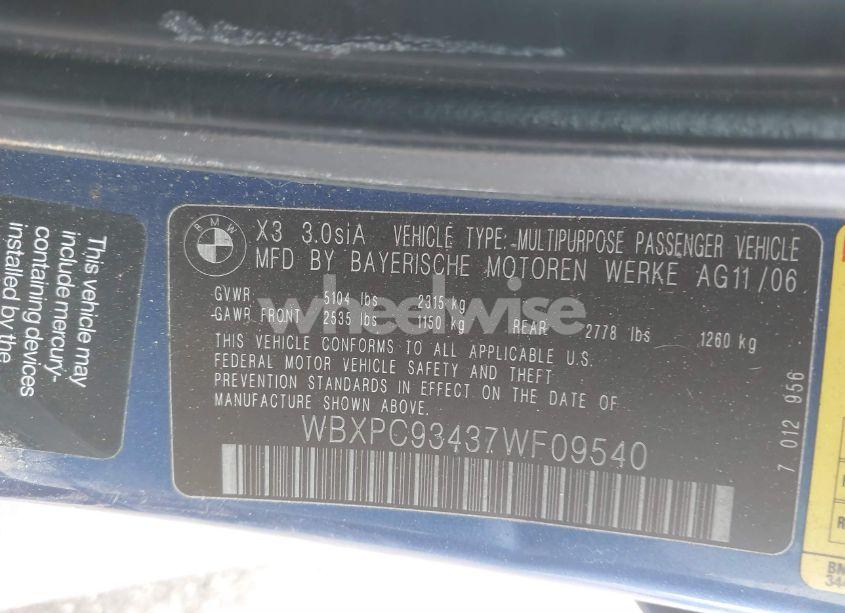 BMW
X3 3.0siA VEHICLE TYPE:-MULTIPURPOSE PASSENGER VEHICLE
MFD BY BAYERISCHE MOTOREN WERKE AG11/06
GVWR 5104 lbs 2315 kg
-GAWR FRONT 2535 lbs 1150 kg REAR 2778 lbs 1260 kg
THIS VEHICLE CONFORMS TO ALL APPLICABLE U.S.
FEDERAL MOTOR VEHICLE SAFETY AND THEFT
PREVENTION STANDARDS IN EFFECT ON THE DATE OF
MANUFACTURE SHOWN ABOVE.
WBXPC93437WF09540
7 012 956
wheelwise
This vehicle may
include mercury-
containing devices
installed by the
R
BM